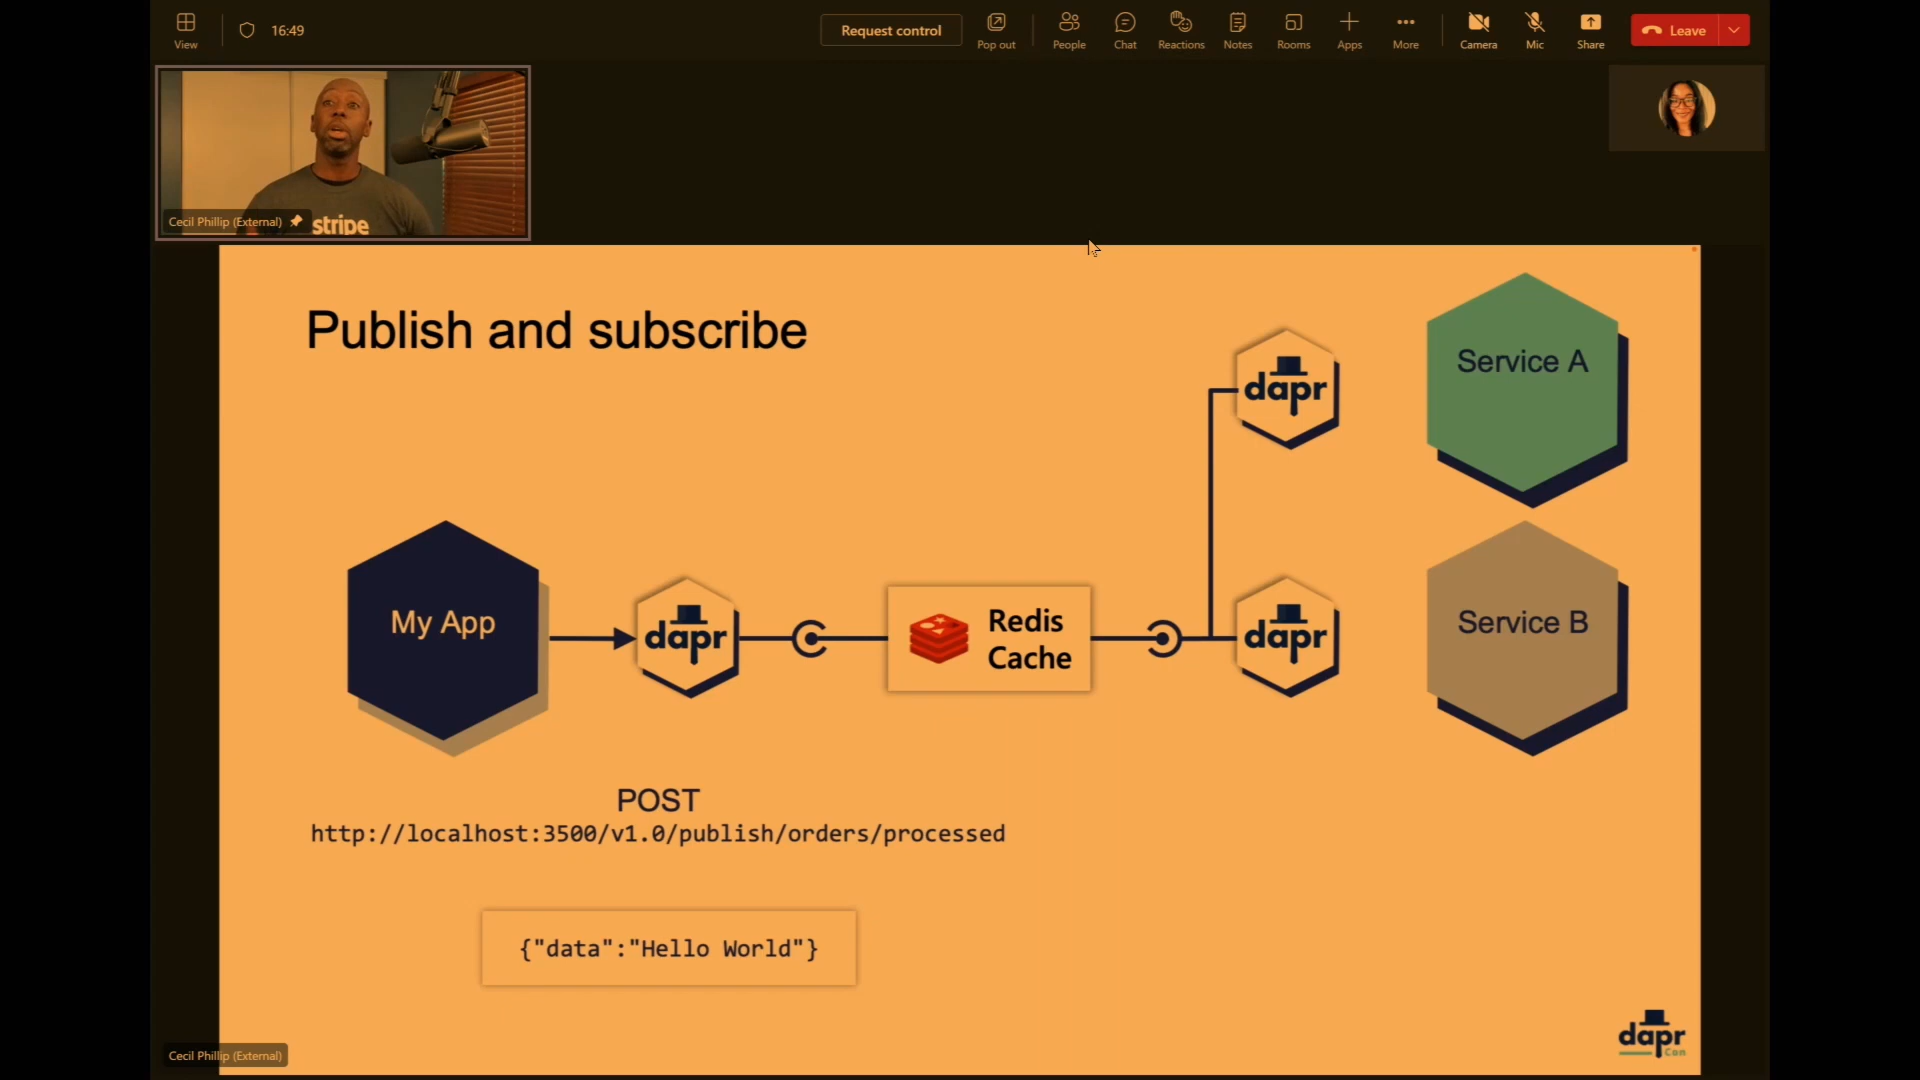 View
16:49
Request control
Pop out
People
Chat
Reactions
Notes
Rooms
Apps
More
Camera
Mic
Share
Leave
Cecil Phillip (External)
stripe
Publish and subscribe
dapr
Service A
My App
dapr
Redis
Cache
dapr
Service B
POST
http://localhost:3500/v1.0/publish/orders/processed
{"data":"Hello World"}
Cecil Phillip (External)
dapr
Con